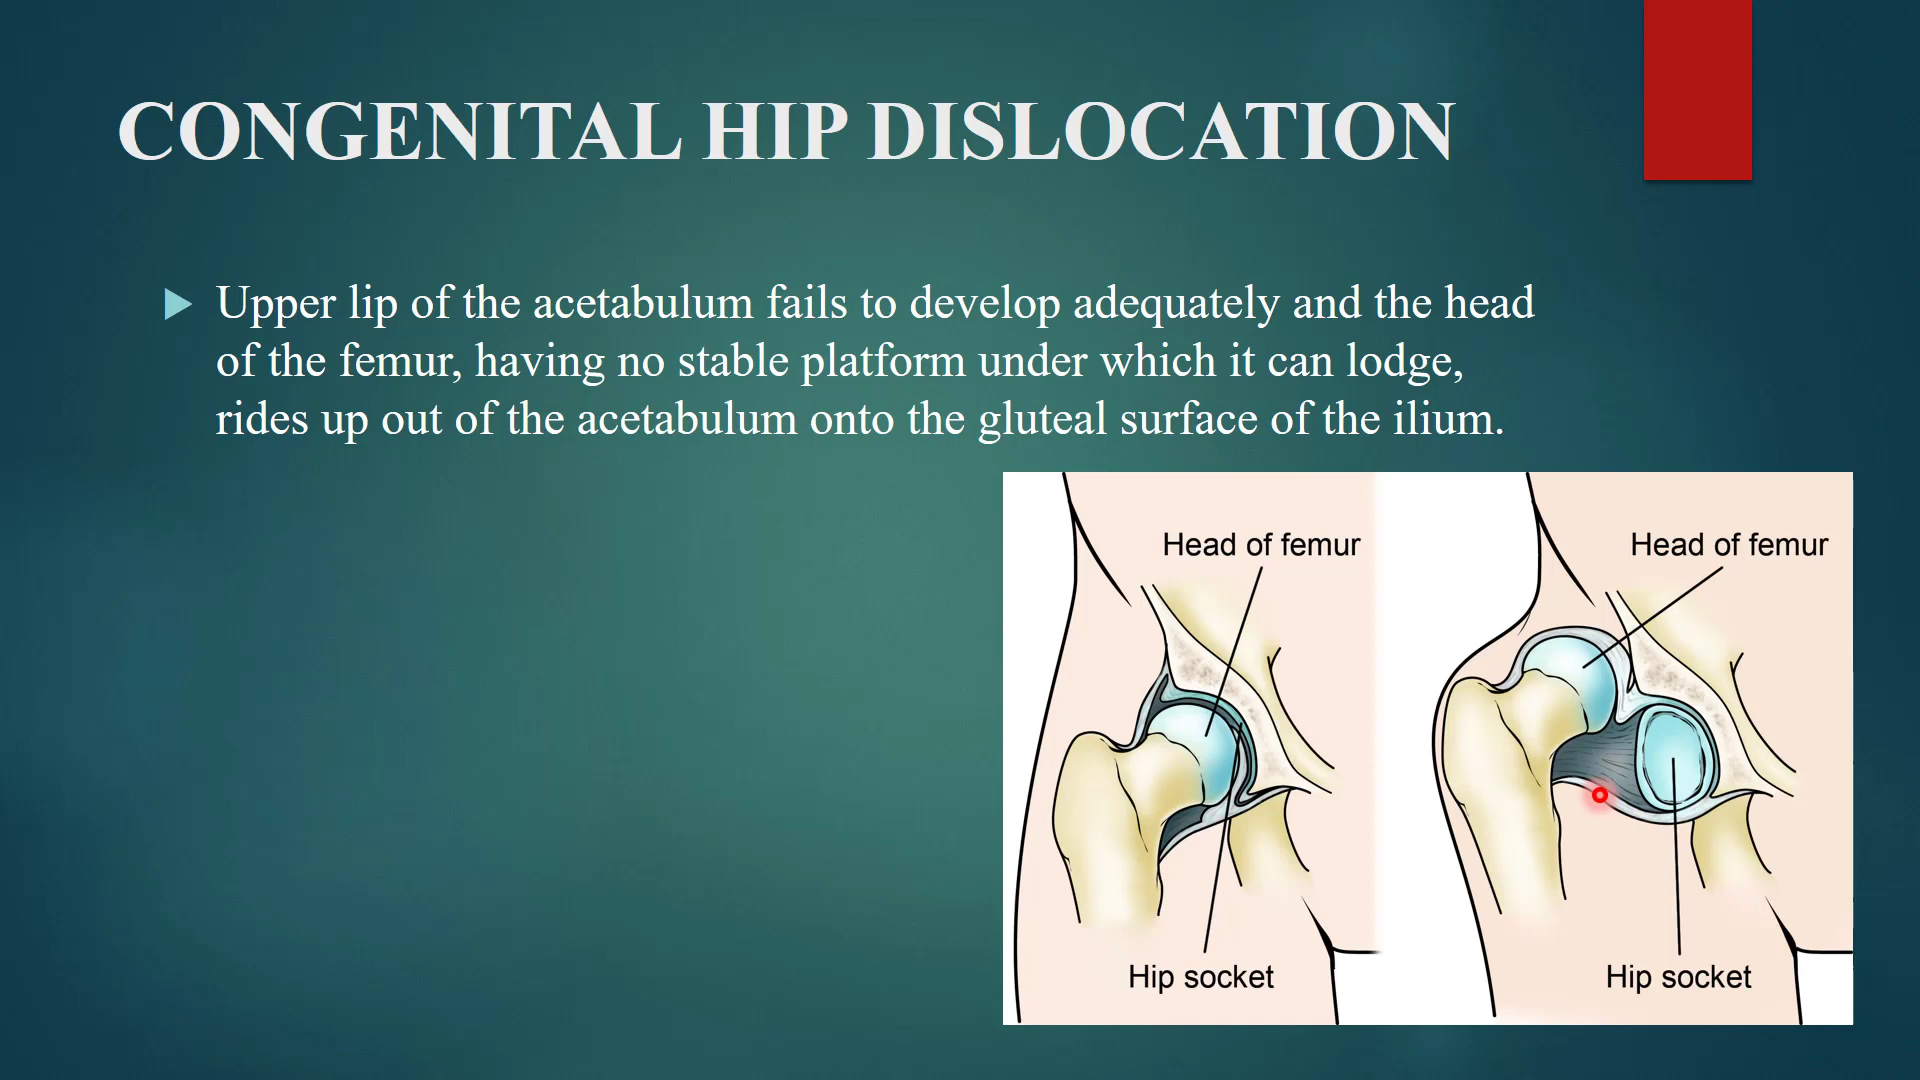 CONGENITAL HIP DISLOCATION
Upper lip of the acetabulum fails to develop adequately and the head
of the femur, having no stable platform under which it can lodge,
rides up out of the acetabulum onto the gluteal surface of the ilium.
Head of femur
Head of femur
Hip socket
Hip socket